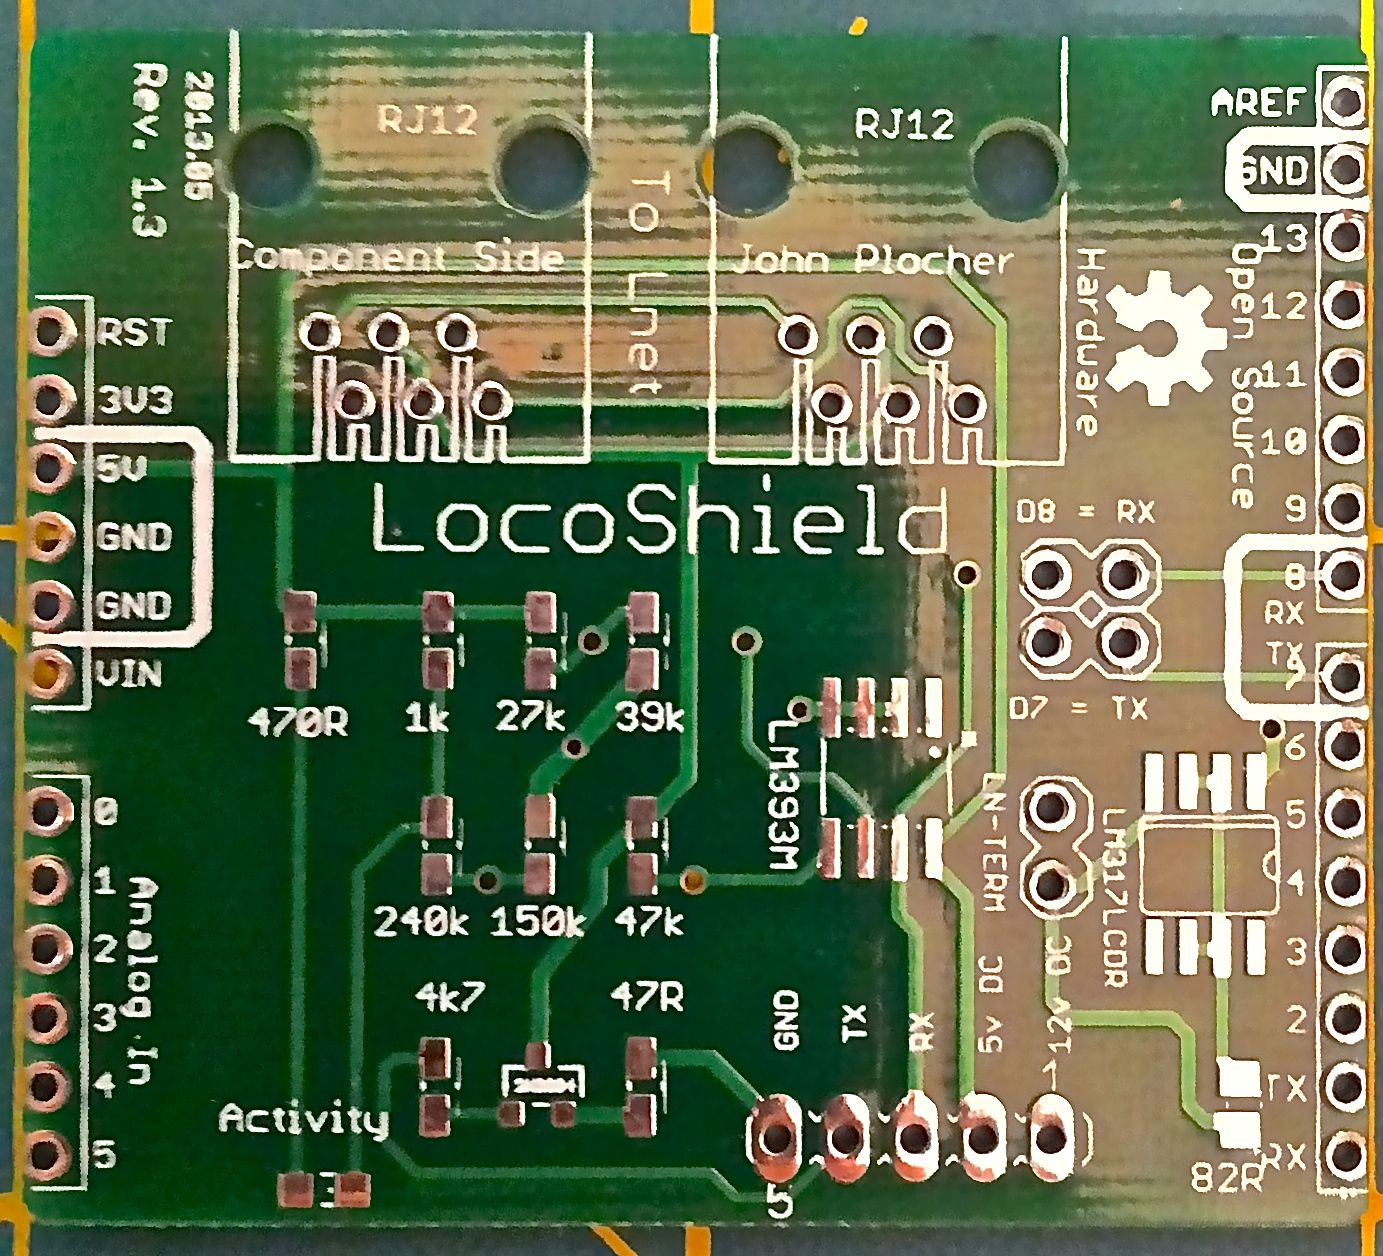 2013.05
Rev. 1.3
RJ12
RJ12
To Lnet
Component Side
John Plocher
Open Source
Hardware
AREF
GND
13
12
11
10
9
8
RX
TX
7
6
5
4
3
2
TX
RX
RST
3V3
5V
GND
GND
VIN
LocoShield
D8 = RX
D7 = TX
470R
1k
27k
39k
LM393M
LN-TERM
LM317LCDR
240k
150k
47k
0
1
2
3
4
5
Analog In
4k7
47R
GND
TX
RX
5v DC
~12v DC
Activity
5
82R